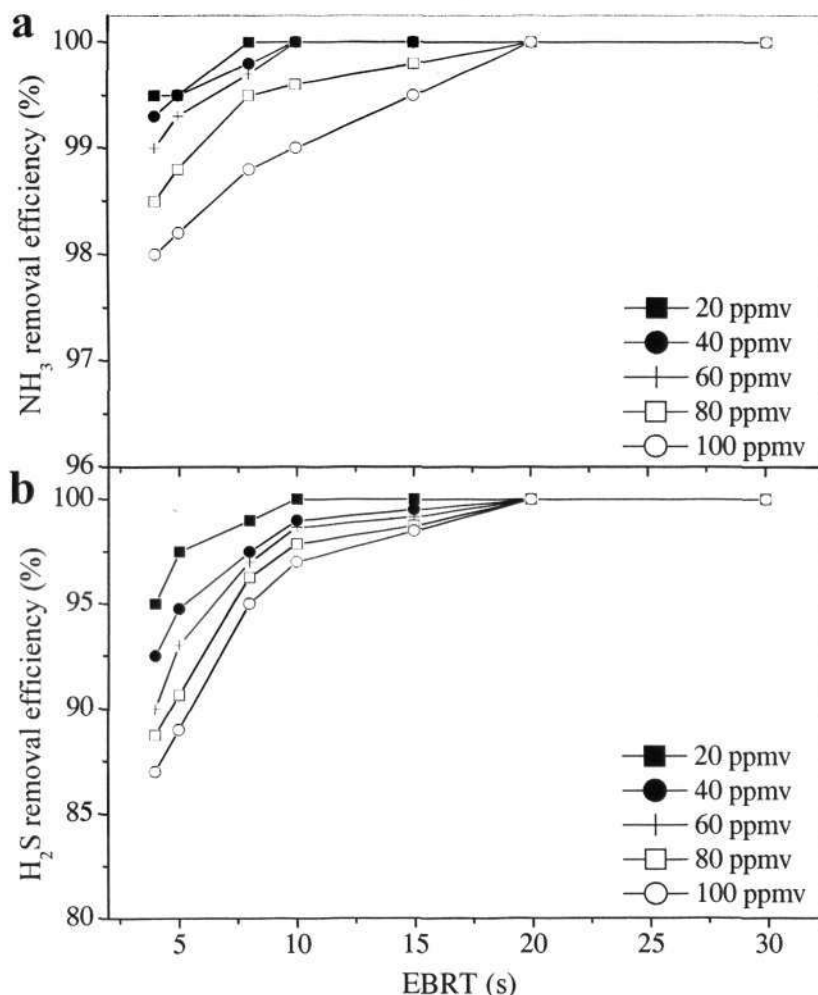 a
100
99
98
97
96
NH₃ removal efficiency (%)
20 ppmv
40 ppmv
60 ppmv
80 ppmv
100 ppmv
b
100
95
90
85
80
H₂S removal efficiency (%)
20 ppmv
40 ppmv
60 ppmv
80 ppmv
100 ppmv
5 10 15 20 25 30
EBRT (s)